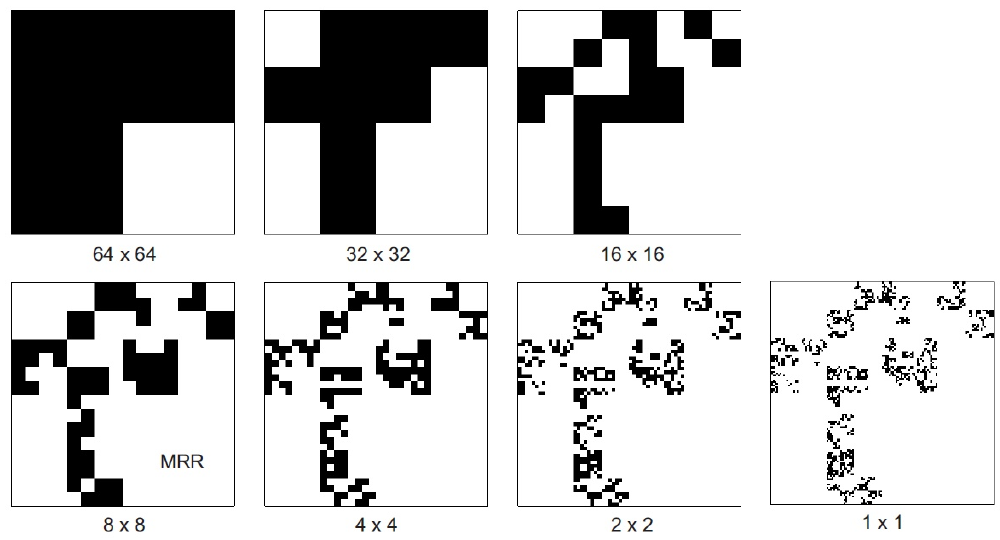 64 x 64
32 x 32
16 x 16
MRR
8 x 8
4 x 4
2 x 2
1 x 1